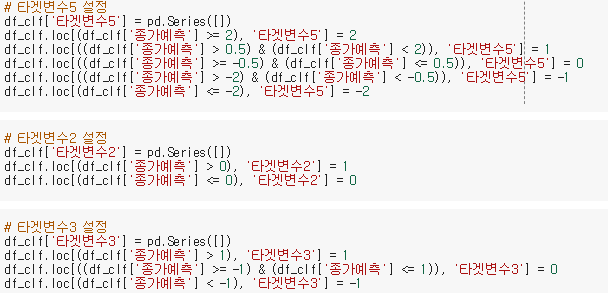 # 타겟변수5 설정
df_clf['타겟변수5'] = pd.Series([])
df_clf.loc[(df_clf['종가예측'] >= 2), '타겟변수5'] = 2
df_clf.loc[((df_clf['종가예측'] > 0.5) & (df_clf['종가예측'] < 2)), '타겟변수5'] = 1
df_clf.loc[((df_clf['종가예측'] >= -0.5) & (df_clf['종가예측'] <= 0.5)), '타겟변수5'] = 0
df_clf.loc[((df_clf['종가예측'] > -2) & (df_clf['종가예측'] < -0.5)), '타겟변수5'] = -1
df_clf.loc[(df_clf['종가예측'] <= -2), '타겟변수5'] = -2
# 타겟변수2 설정
df_clf['타겟변수2'] = pd.Series([])
df_clf.loc[(df_clf['종가예측'] > 0), '타겟변수2'] = 1
df_clf.loc[(df_clf['종가예측'] <= 0), '타겟변수2'] = 0
# 타겟변수3 설정
df_clf['타겟변수3'] = pd.Series([])
df_clf.loc[(df_clf['종가예측'] > 1), '타겟변수3'] = 1
df_clf.loc[((df_clf['종가예측'] >= -1) & (df_clf['종가예측'] <= 1)), '타겟변수3'] = 0
df_clf.loc[(df_clf['종가예측'] < -1), '타겟변수3'] = -1